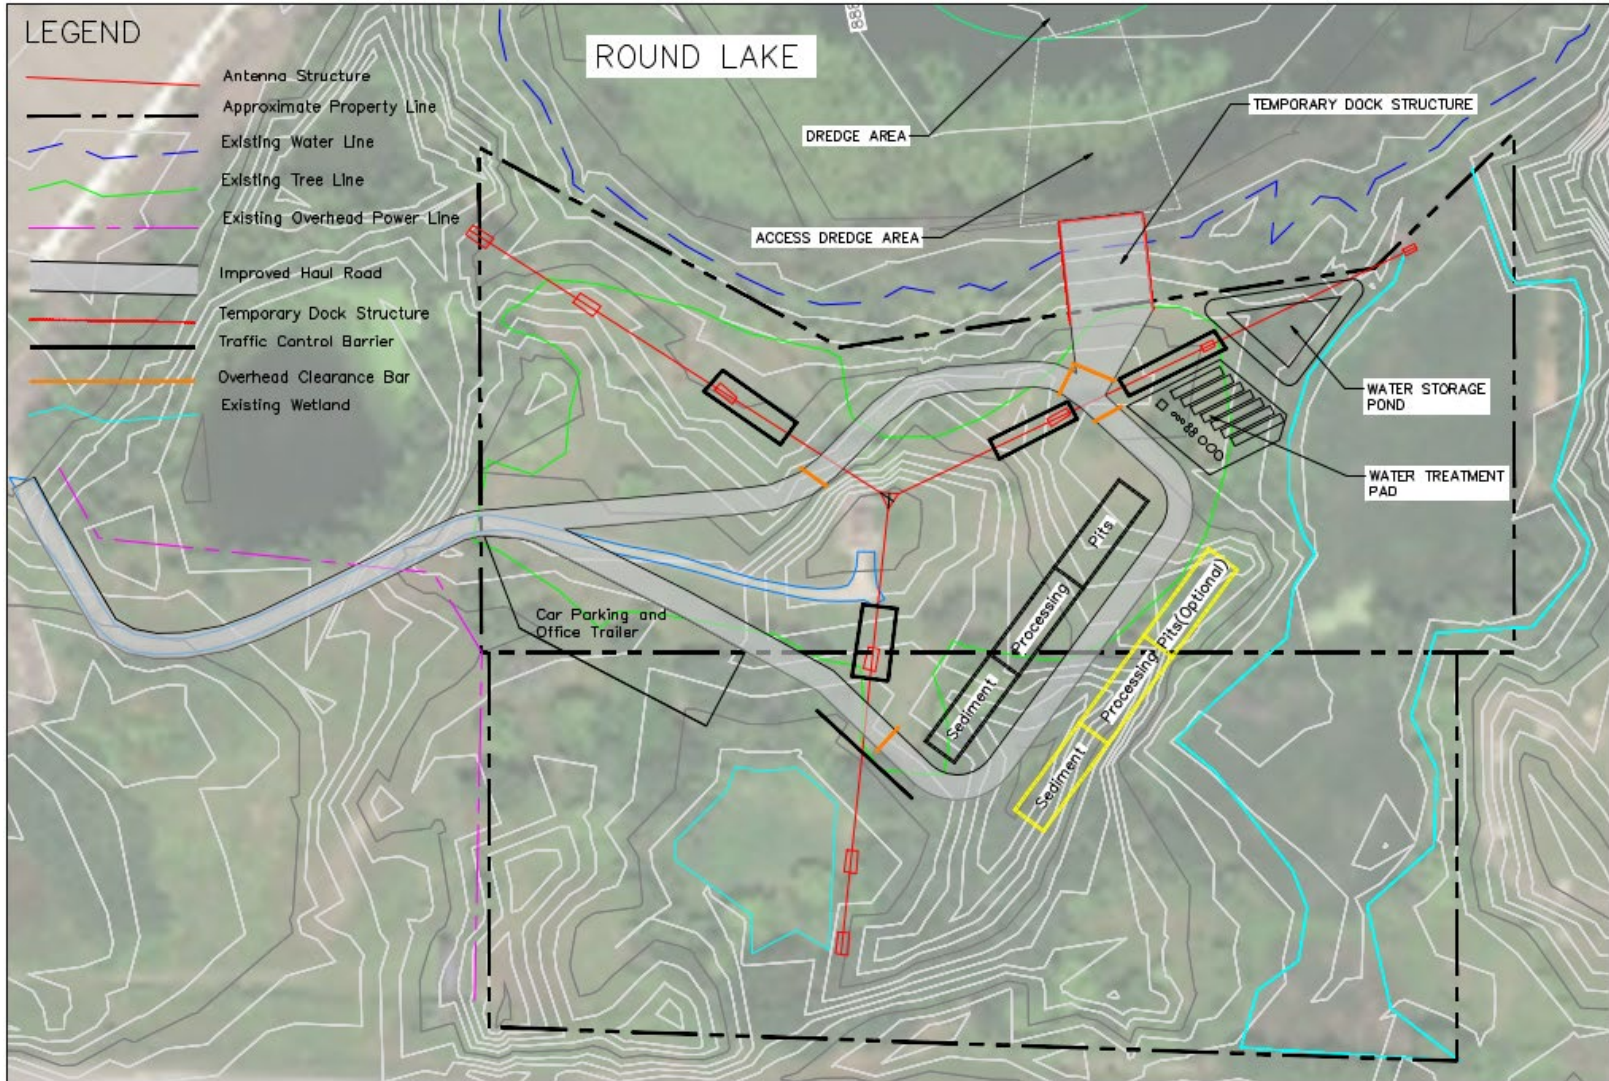 LEGEND
Antenna Structure
Approximate Property Line
Existing Water Line
Existing Tree Line
Existing Overhead Power Line
Improved Haul Road
Temporary Dock Structure
Traffic Control Barrier
Overhead Clearance Bar
Existing Wetland
ROUND LAKE
DREDGE AREA
TEMPORARY DOCK STRUCTURE
ACCESS DREDGE AREA
WATER STORAGE
POND
WATER TREATMENT
PAD
Car Parking and
Office Trailer
Sediment Processing Pits
Sediment Processing Pits(Optional)